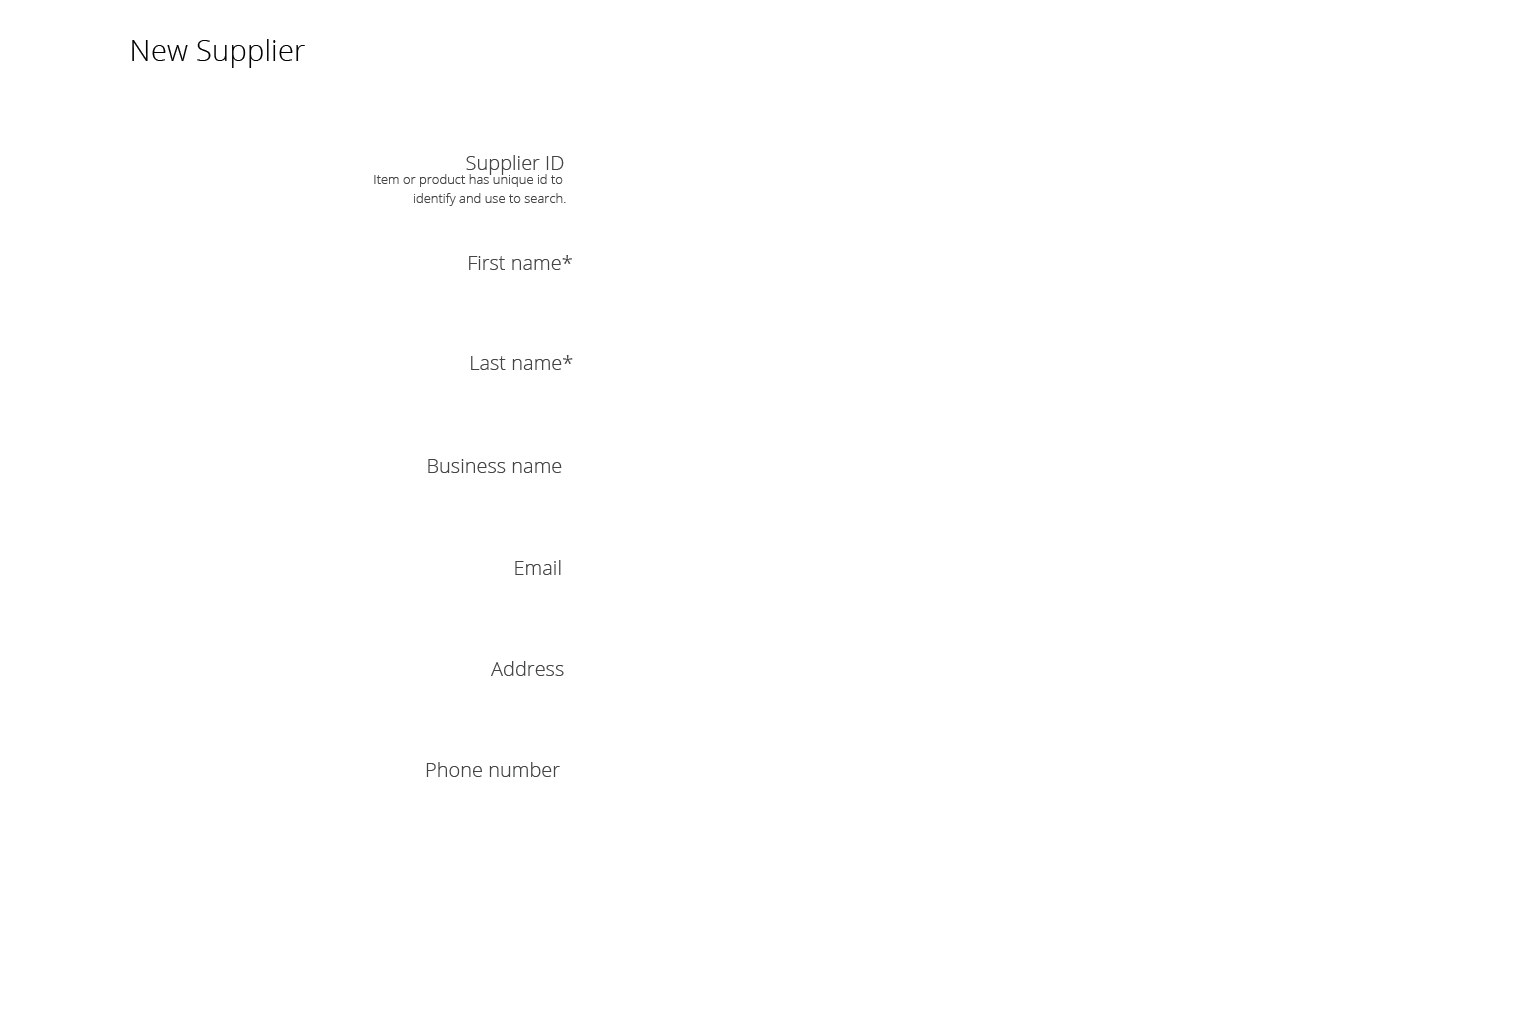 New Supplier
Supplier ID
Item or product has unique id to
identify and use to search.
First name*
Last name*
Business name
Email
Address
Phone number